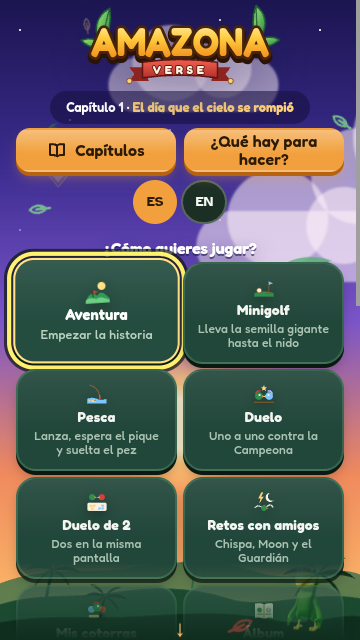 AMAZONA
VERSE
Capítulo 1 · El día que el cielo se rompió
Capítulos
¿Qué hay para
hacer?
ES
EN
¿Cómo quieres jugar?
Aventura
Empezar la historia
Minigolf
Lleva la semilla gigante
hasta el nido
Pesca
Lanza, espera el pique
y suelta el pez
Duelo
Uno a uno contra la
Campeona
Duelo de 2
Dos en la misma
pantalla
Retos con amigos
Chispa, Moon y el
Guardián
Mis cotorras
Álbum
↓